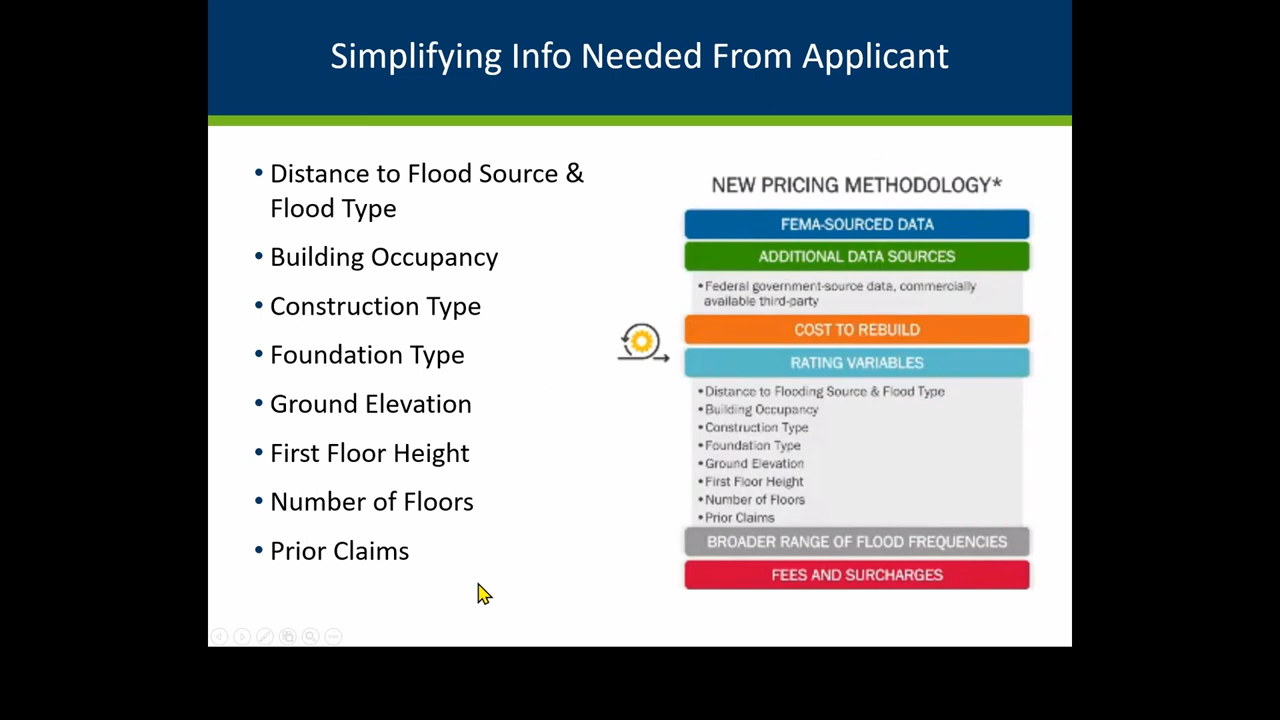 Simplifying Info Needed From Applicant
• Distance to Flood Source &
Flood Type
• Building Occupancy
• Construction Type
• Foundation Type
• Ground Elevation
• First Floor Height
• Number of Floors
• Prior Claims
NEW PRICING METHODOLOGY*
FEMA-SOURCED DATA
ADDITIONAL DATA SOURCES
• Federal government-source data, commercially
available third-party
COST TO REBUILD
RATING VARIABLES
• Distance to Flooding Source & Flood Type
• Building Occupancy
• Construction Type
• Foundation Type
• Ground Elevation
• First Floor Height
• Number of Floors
• Prior Claims
BROADER RANGE OF FLOOD FREQUENCIES
FEES AND SURCHARGES